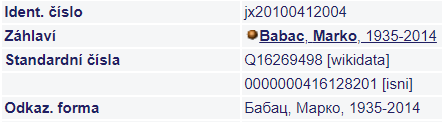 Ident. číslo jx20100412004
Záhlaví Babac, Marko, 1935-2014
Standardní čísla Q16269498 [wikidata]
0000000416128201 [isni]
Odkaz. forma Бабац, Марко, 1935-2014